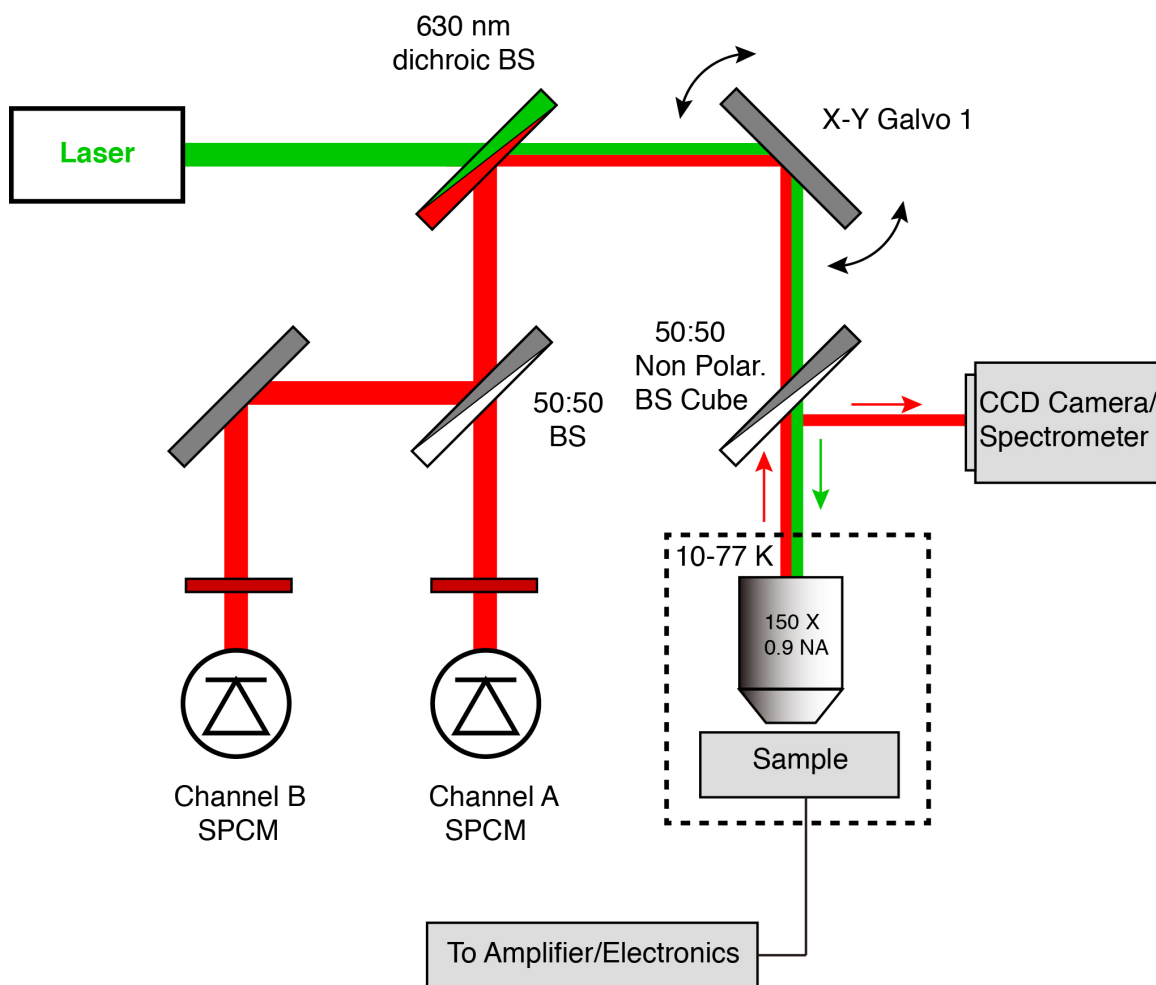 630 nm
dichroic BS
Laser
X-Y Galvo 1
50:50
Non Polar.
BS Cube
50:50
BS
CCD Camera/
Spectrometer
10-77 K
150 X
0.9 NA
Sample
Channel B
SPCM
Channel A
SPCM
To Amplifier/Electronics